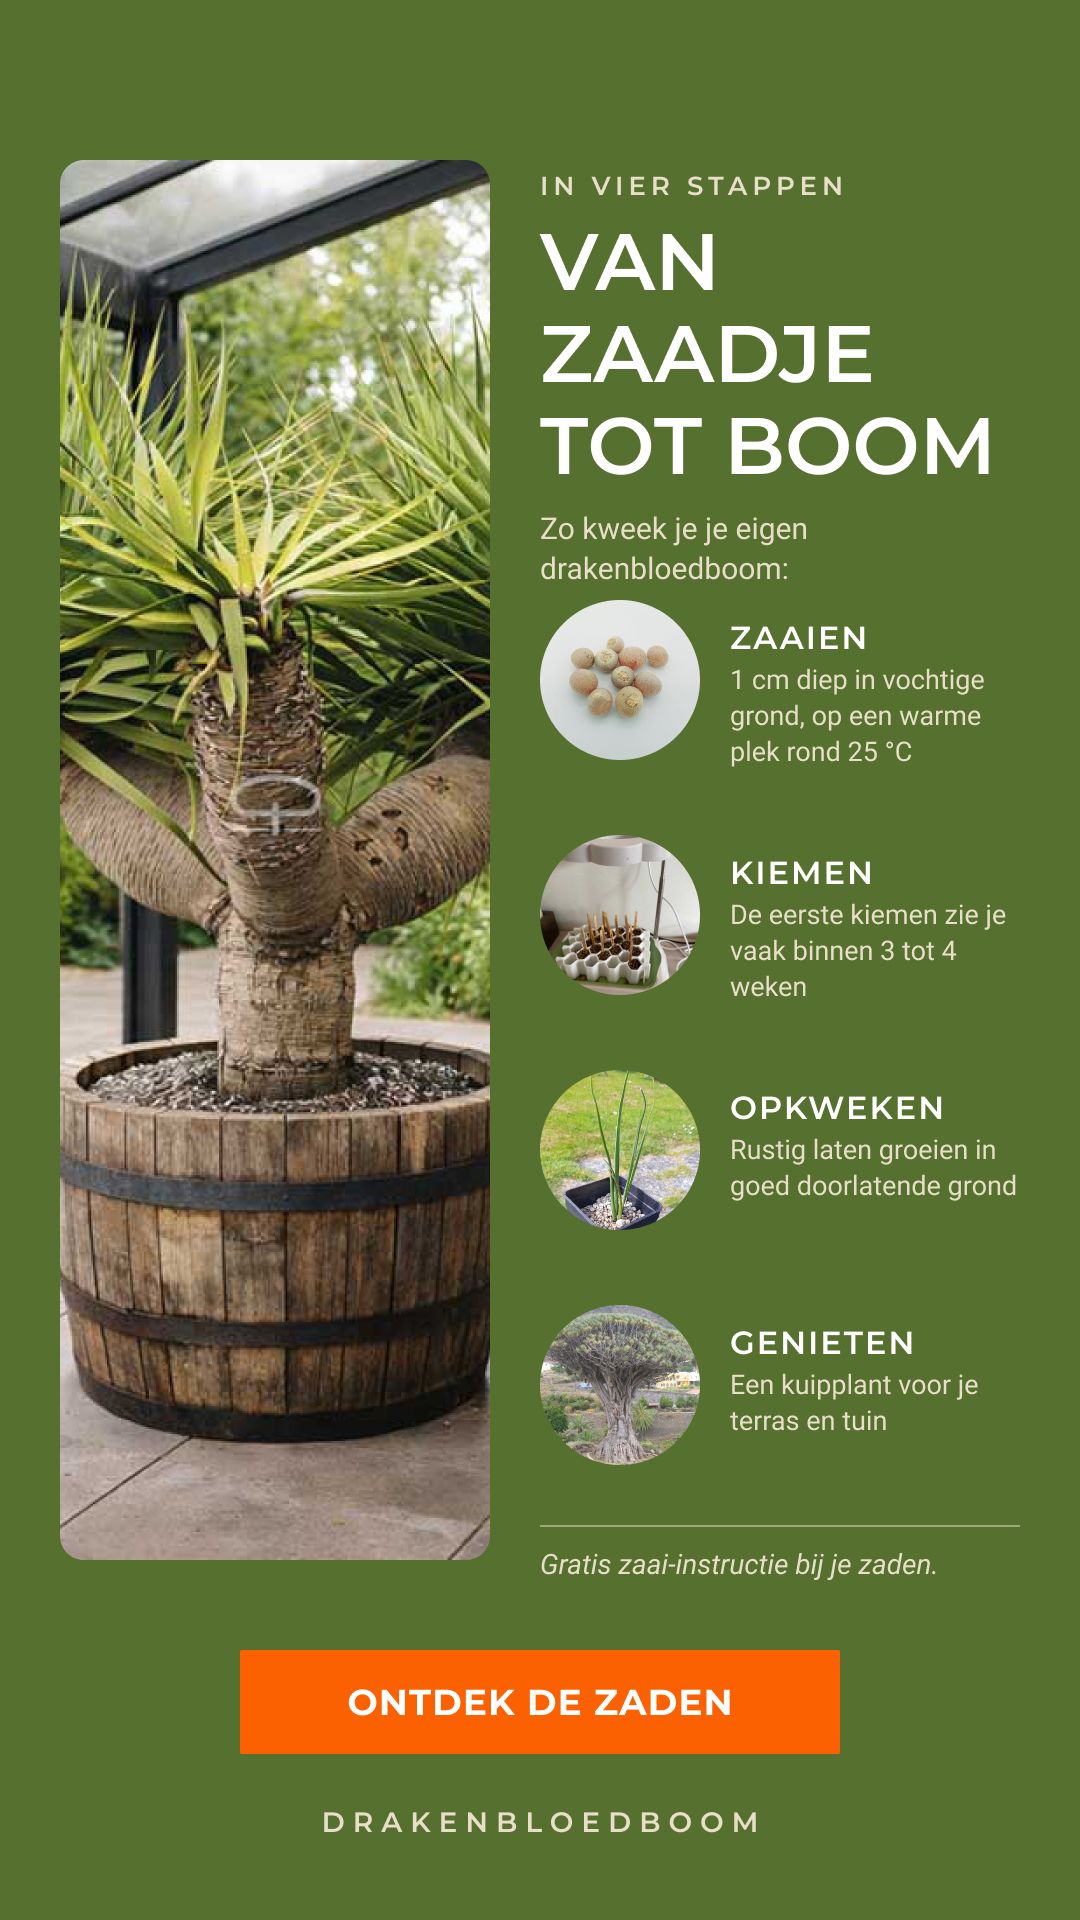 IN VIER STAPPEN
VAN
ZAADJE
TOT BOOM
Zo kweek je je eigen
drakenbloedboom:
ZAAIEN
1 cm diep in vochtige
grond, op een warme
plek rond 25 °C
KIEMEN
De eerste kiemen zie je
vaak binnen 3 tot 4
weken
OPKWEKEN
Rustig laten groeien in
goed doorlatende grond
GENIETEN
Een kuipplant voor je
terras en tuin
Gratis zaai-instructie bij je zaden.
ONTDEK DE ZADEN
DRAKENBLOEDBOOM